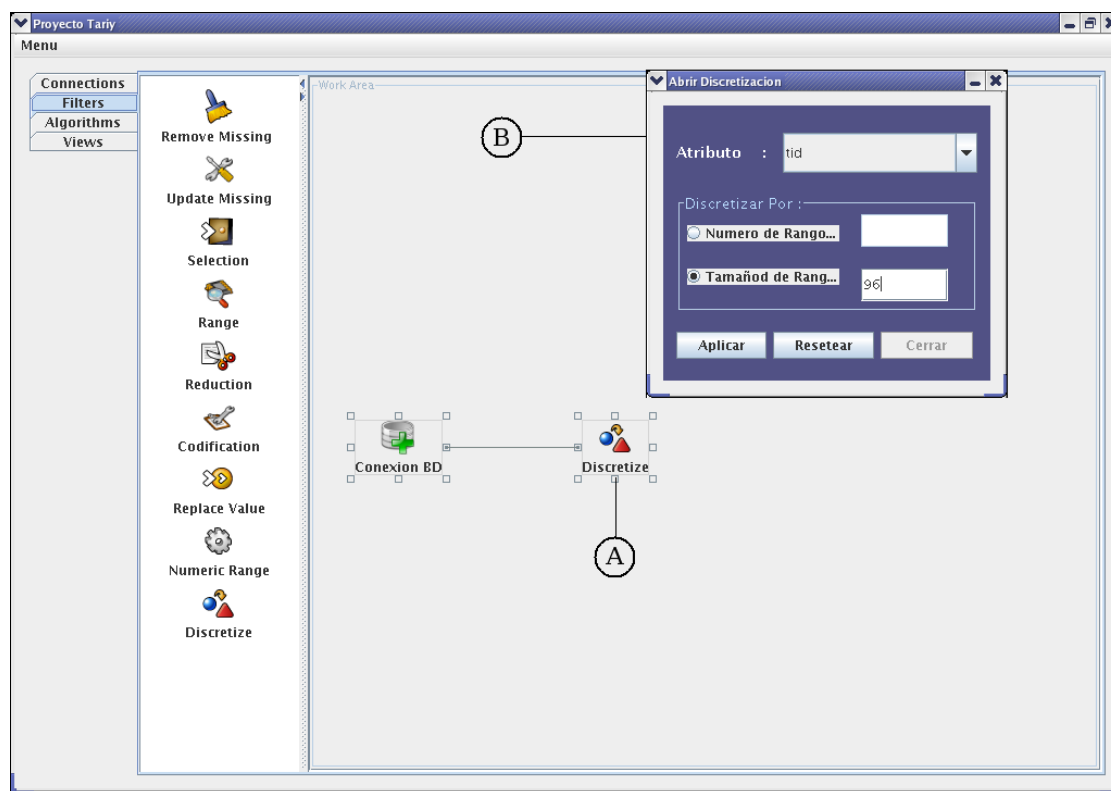 Proyecto Tariy
Menu
Connections
Filters
Algorithms
Views
Remove Missing
Update Missing
Selection
Range
Reduction
Codification
Replace Value
Numeric Range
Discretize
Work Area
Conexion BD
Discretize
A
B
Abrir Discretizacion
Atributo : tid
Discretizar Por :
Numero de Rango...
Tamañod de Rang... 96
Aplicar Resetear Cerrar